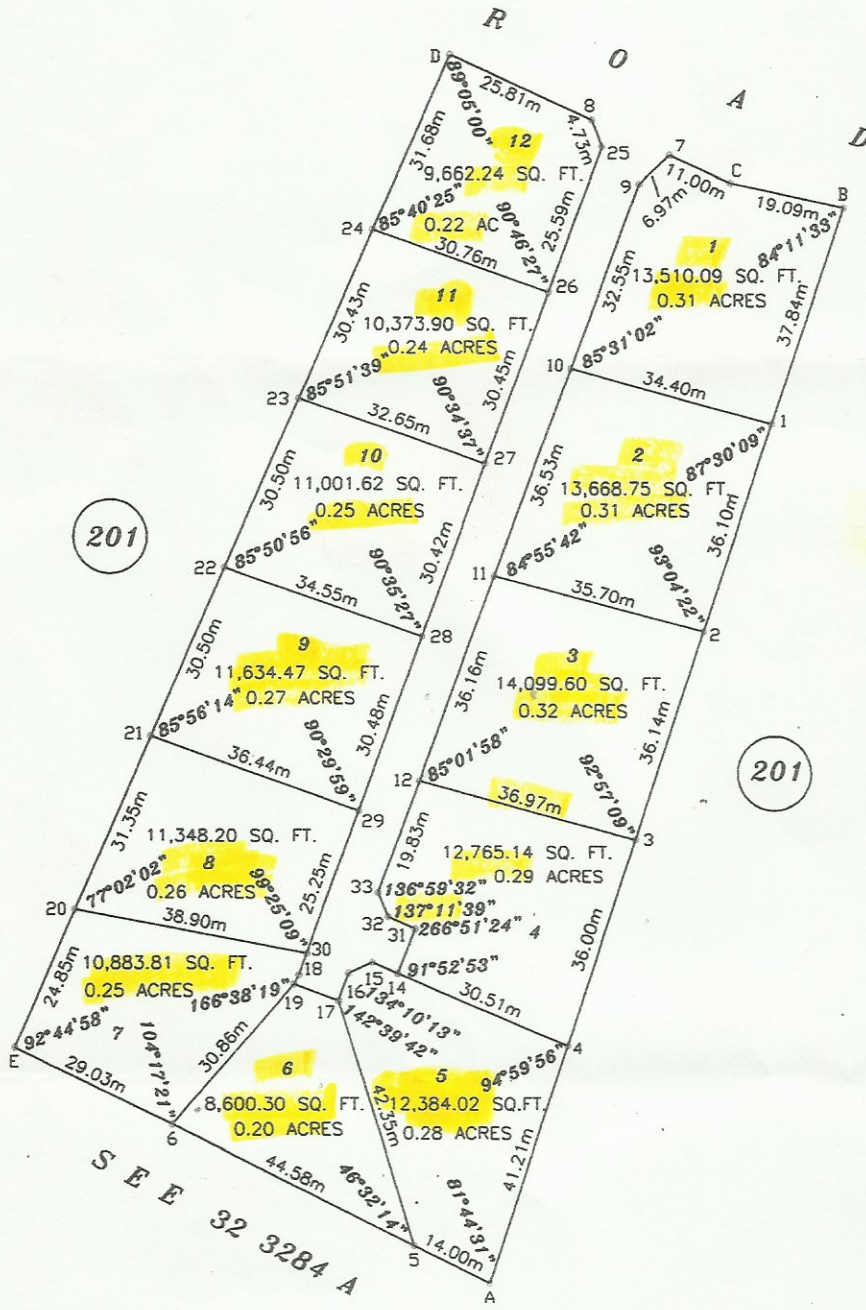 R O A D
D
25.81m
8
4.73m
25
89°05'00"
31.68m
12
9,662.24 SQ. FT.
0.22 AC
85°40'25"
90°46'27"
25.59m
24
30.76m
26
7
11.00m
C
9
6.97m
19.09m
B
84°11'33"
1
13,510.09 SQ. FT.
0.31 ACRES
32.55m
37.84m
85°31'02"
10
34.40m
1
30.43m
11
10,373.90 SQ. FT.
0.24 ACRES
85°51'39"
90°34'37"
30.45m
23
32.65m
27
2
87°30'09"
13,668.75 SQ. FT.
0.31 ACRES
36.53m
36.10m
84°55'42"
93°04'22"
11
35.70m
2
10
11,001.62 SQ. FT.
0.25 ACRES
30.50m
85°50'56"
90°35'27"
30.42m
22
34.55m
28
201
3
14,099.60 SQ. FT.
0.32 ACRES
36.16m
36.14m
85°01'58"
92°57'09"
12
36.97m
3
201
9
11,634.47 SQ. FT.
0.27 ACRES
30.50m
85°56'14"
90°29'59"
30.48m
21
36.44m
29
12,765.14 SQ. FT.
0.29 ACRES
19.83m
33
136°59'32"
32
137°11'39"
31
266°51'24"
4
36.00m
91°52'53"
15
14
30.51m
4
11,348.20 SQ. FT.
8
0.26 ACRES
31.35m
77°02'02"
99°25'09"
25.25m
20
38.90m
30
18
19
10,883.81 SQ. FT.
0.25 ACRES
24.85m
166°38'19"
92°44'58"
7
104°17'21"
30.86m
E
29.03m
6
16
17
134°10'13"
142°39'42"
94°59'56"
6
8,600.30 SQ. FT.
0.20 ACRES
42.35m
5
12,384.02 SQ.FT.
0.28 ACRES
41.21m
44.58m
46°32'14"
81°44'31"
5
14.00m
A
SEE 32 3284 A